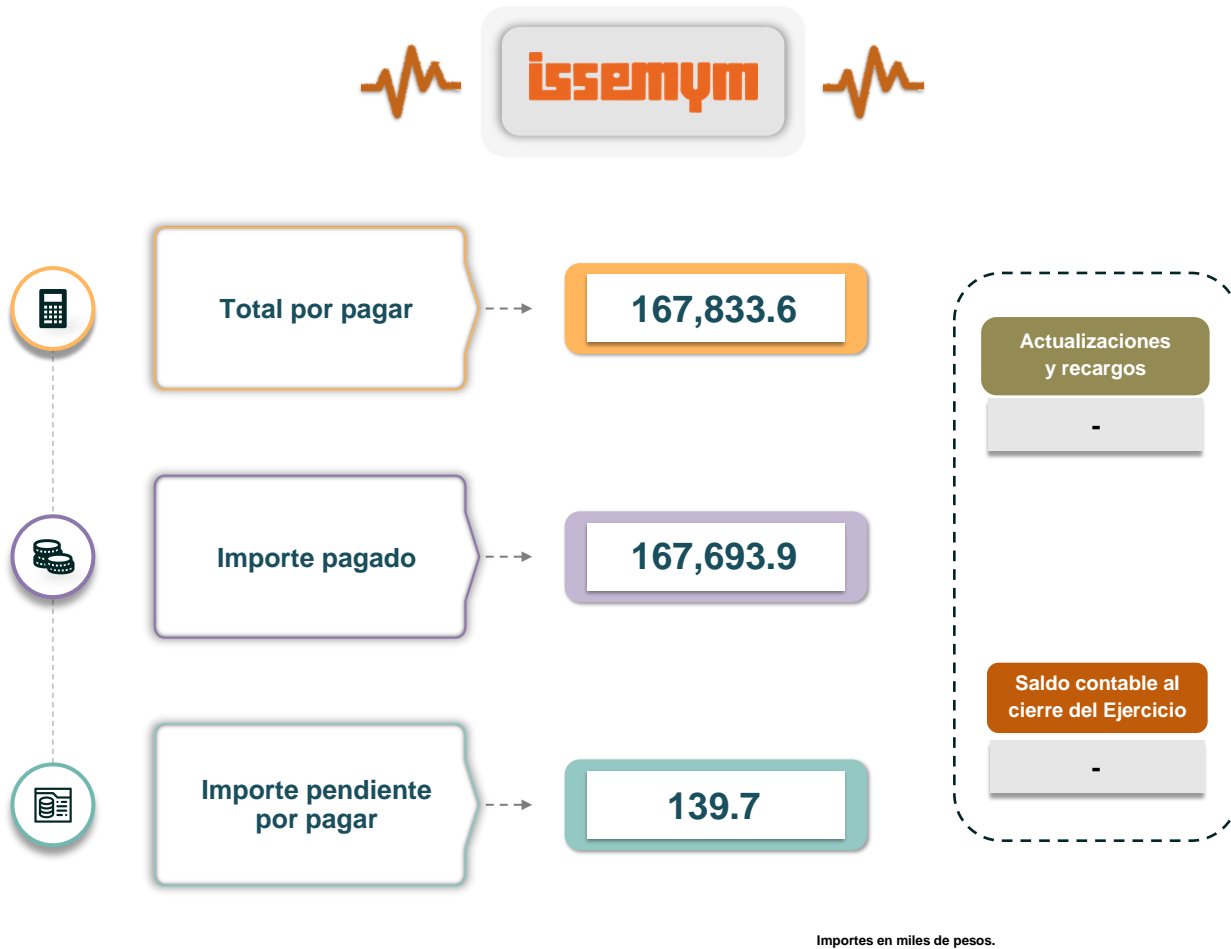 issemym
Total por pagar
167,833.6
Actualizaciones
y recargos
-
Importe pagado
167,693.9
Saldo contable al
cierre del Ejercicio
-
Importe pendiente
por pagar
139.7
Importes en miles de pesos.